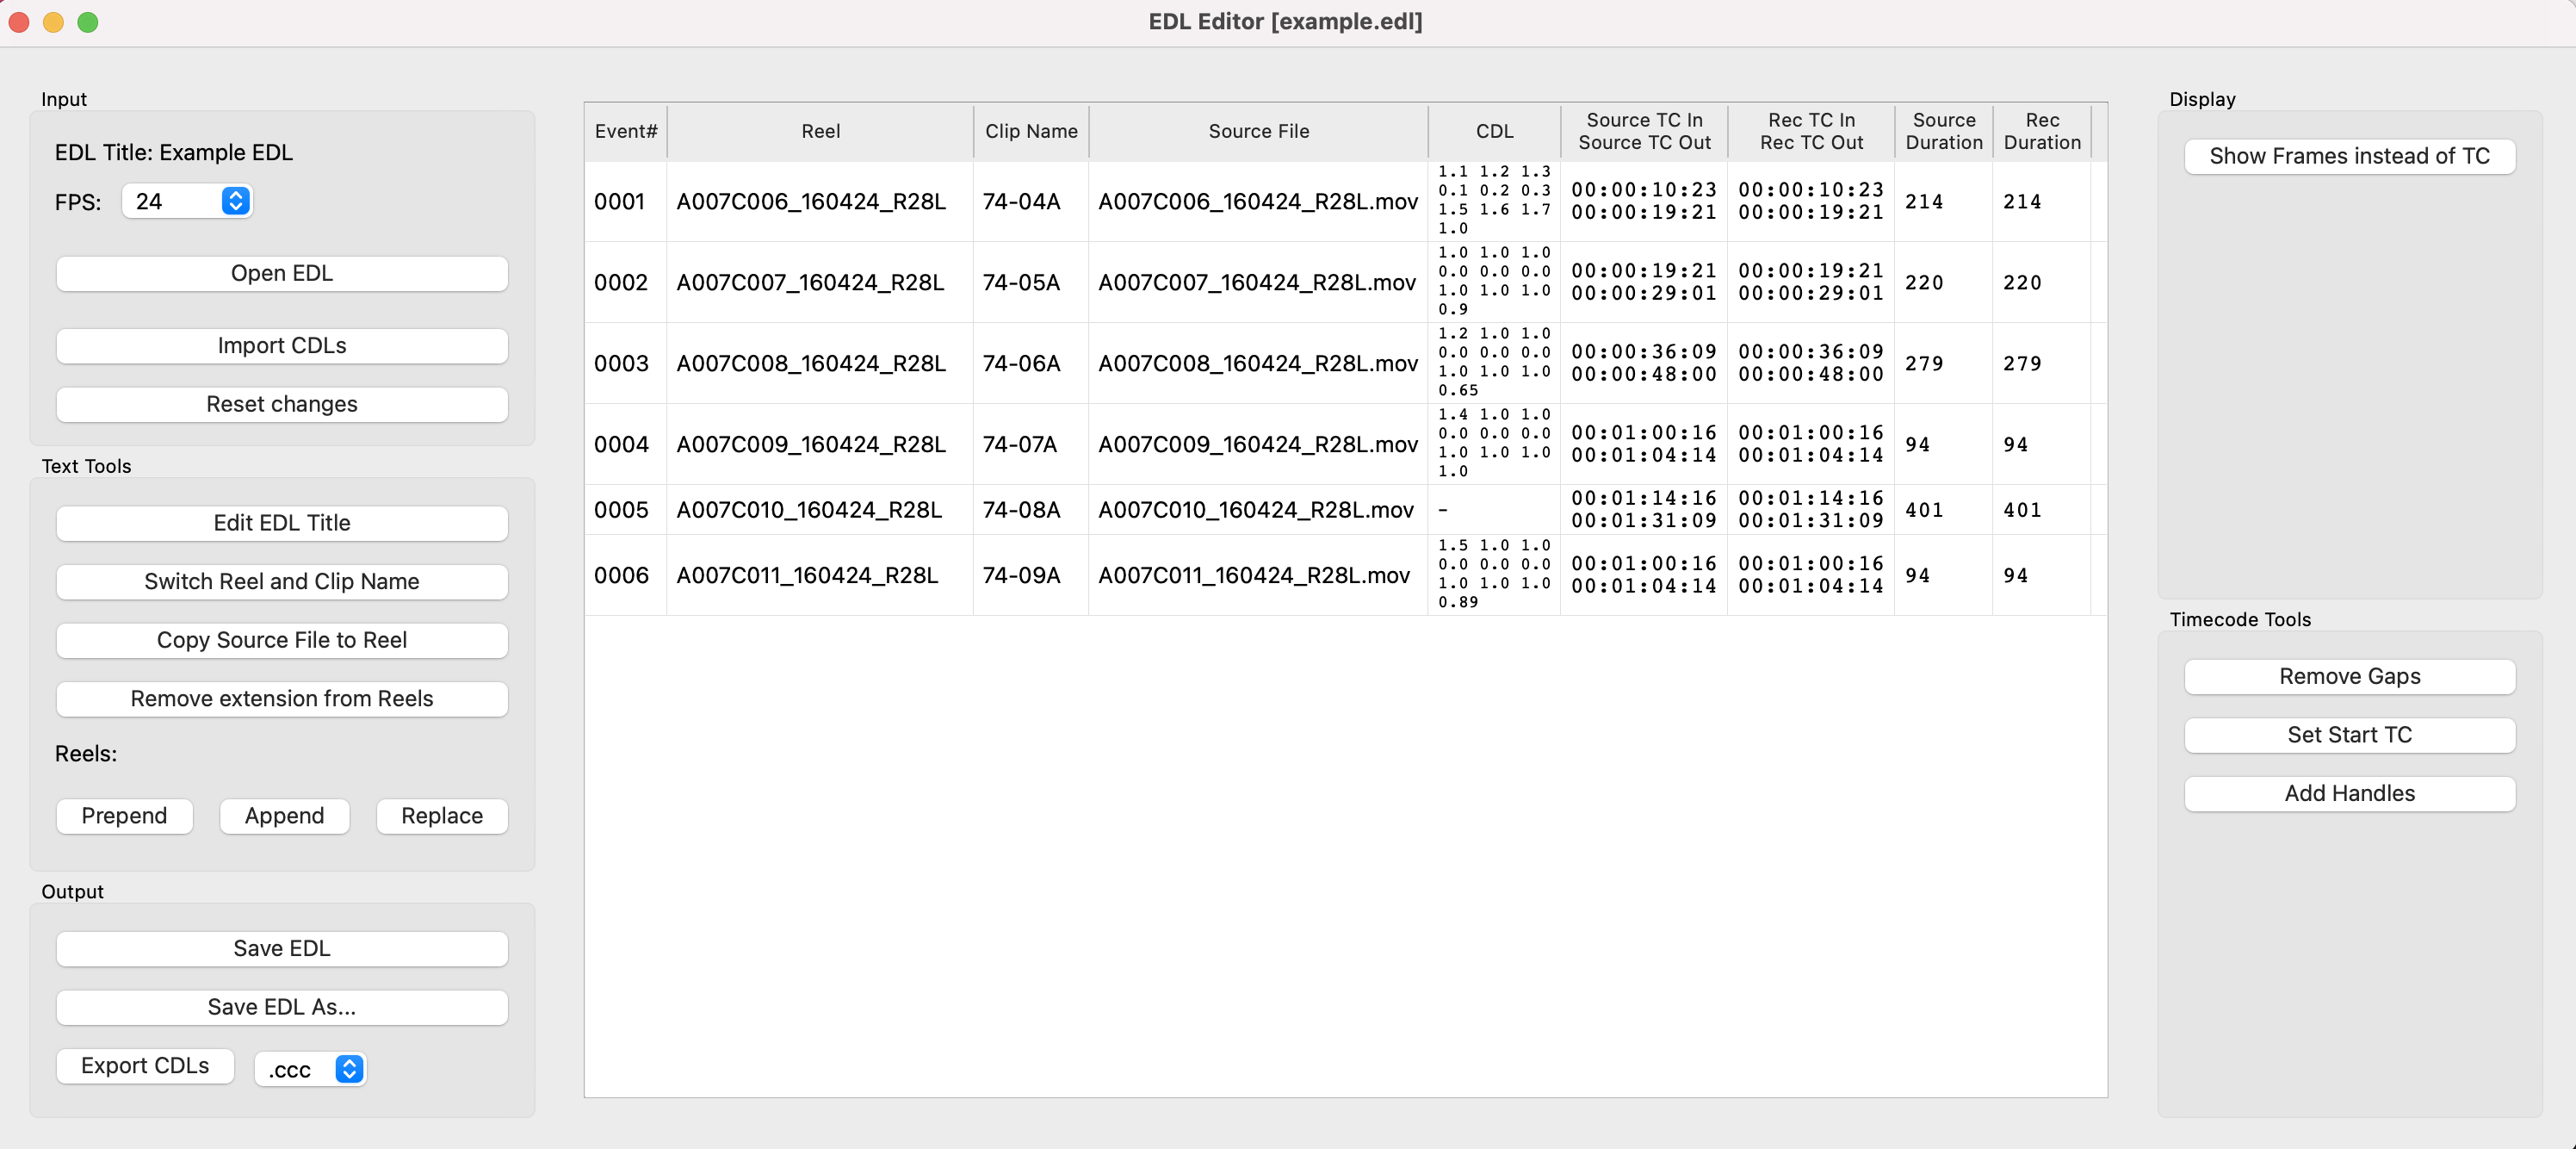 EDL Editor [example.edl]
Input
EDL Title: Example EDL
FPS: 24
Open EDL
Import CDLs
Reset changes
Text Tools
Edit EDL Title
Switch Reel and Clip Name
Copy Source File to Reel
Remove extension from Reels
Reels:
Prepend Append Replace
Output
Save EDL
Save EDL As...
Export CDLs .ccc
Event# Reel Clip Name Source File CDL Source TC In Rec TC In Source Rec
Source TC Out Rec TC Out Duration Duration
1.1 1.2 1.3
0001 A007C006_160424_R28L 74-04A A007C006_160424_R28L.mov 0.1 0.2 0.3 00:00:10:23 00:00:10:23 214 214
1.5 1.6 1.7 00:00:19:21 00:00:19:21
1.0
1.0 1.0 1.0
0002 A007C007_160424_R28L 74-05A A007C007_160424_R28L.mov 0.0 0.0 0.0 00:00:19:21 00:00:19:21 220 220
1.0 1.0 1.0 00:00:29:01 00:00:29:01
0.9
1.2 1.0 1.0
0003 A007C008_160424_R28L 74-06A A007C008_160424_R28L.mov 0.0 0.0 0.0 00:00:36:09 00:00:36:09 279 279
1.0 1.0 1.0 00:00:48:00 00:00:48:00
0.65
1.4 1.0 1.0
0004 A007C009_160424_R28L 74-07A A007C009_160424_R28L.mov 0.0 0.0 0.0 00:01:00:16 00:01:00:16 94 94
1.0 1.0 1.0 00:01:04:14 00:01:04:14
1.0
0005 A007C010_160424_R28L 74-08A A007C010_160424_R28L.mov - 00:01:14:16 00:01:14:16 401 401
00:01:31:09 00:01:31:09
1.5 1.0 1.0
0006 A007C011_160424_R28L 74-09A A007C011_160424_R28L.mov 0.0 0.0 0.0 00:01:00:16 00:01:00:16 94 94
1.0 1.0 1.0 00:01:04:14 00:01:04:14
0.89
Display
Show Frames instead of TC
Timecode Tools
Remove Gaps
Set Start TC
Add Handles